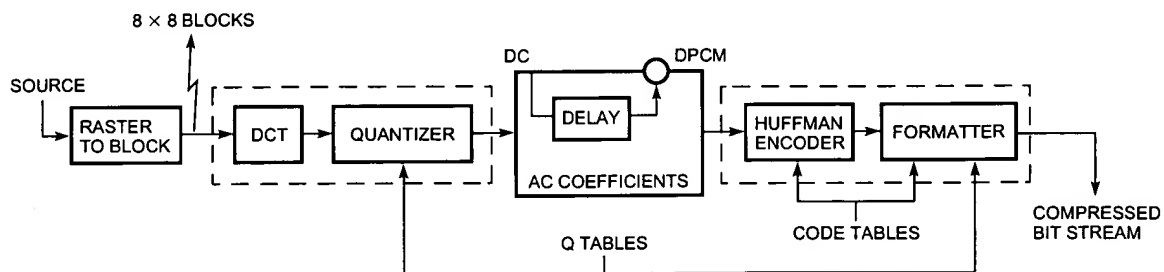 8 × 8 BLOCKS
SOURCE
RASTER
TO BLOCK
DCT
QUANTIZER
DC
DPCM
DELAY
AC COEFFICIENTS
HUFFMAN
ENCODER
FORMATTER
Q TABLES
CODE TABLES
COMPRESSED
BIT STREAM